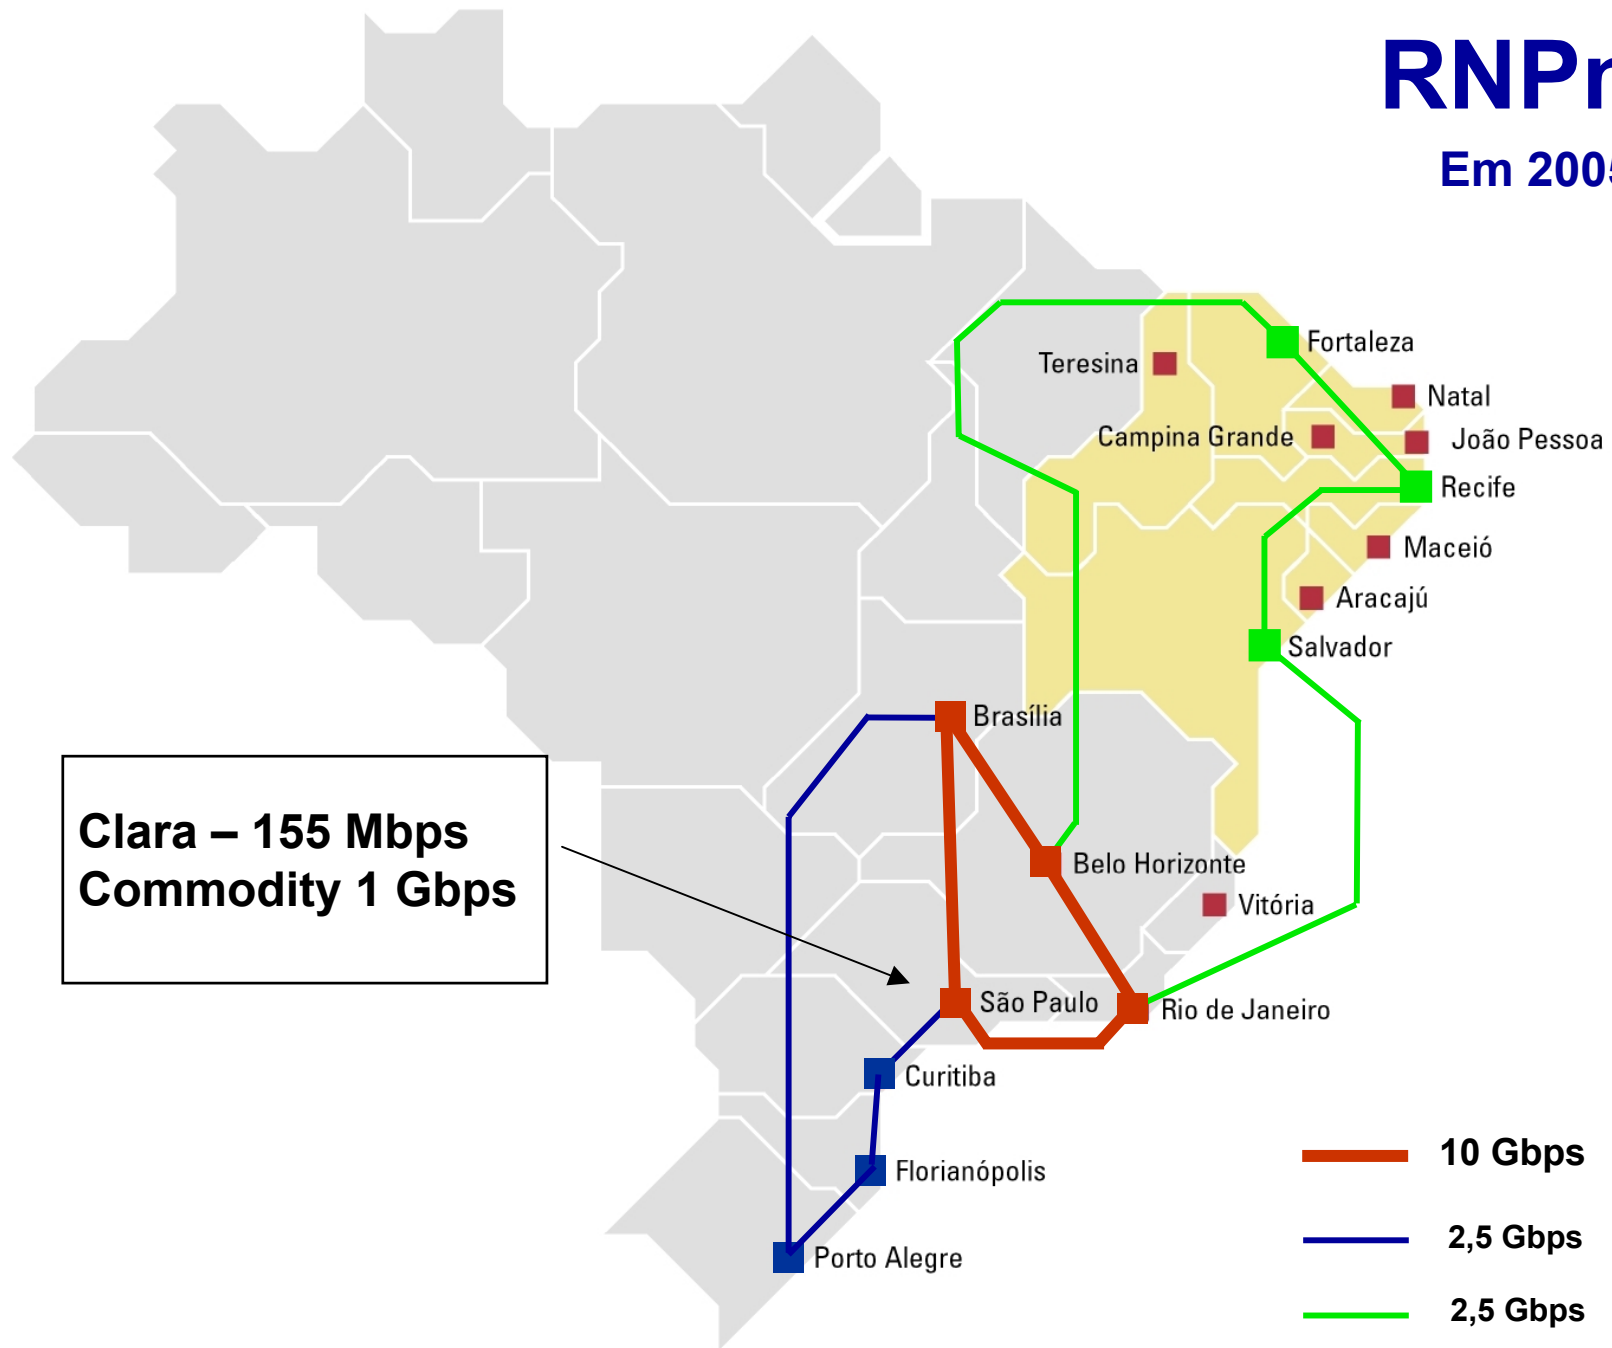 RNPr
Em 2005
Fortaleza
Teresina
Natal
Campina Grande
João Pessoa
Recife
Maceió
Aracajú
Salvador
Brasília
Clara – 155 Mbps
Commodity 1 Gbps
Belo Horizonte
Vitória
São Paulo
Rio de Janeiro
Curitiba
10 Gbps
Florianópolis
2,5 Gbps
Porto Alegre
2,5 Gbps